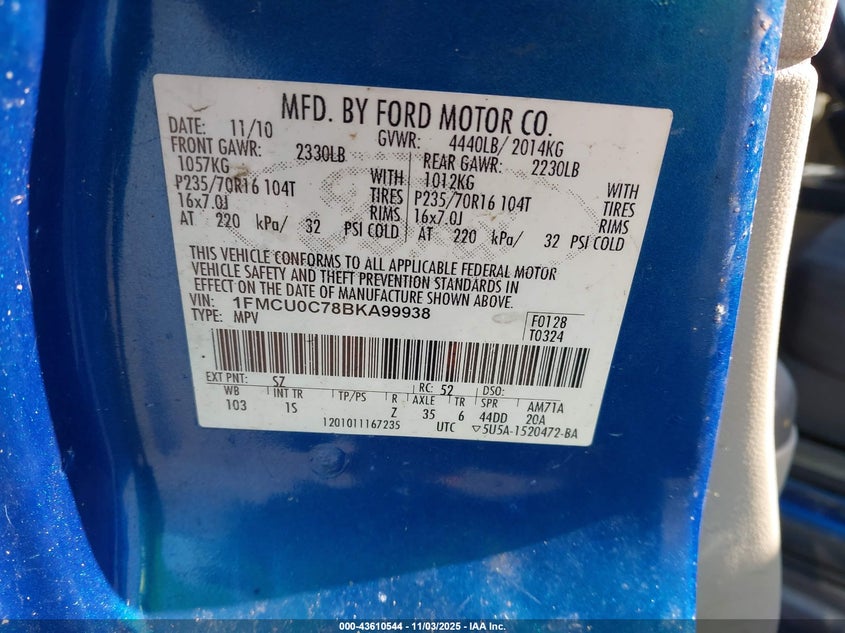 MFD. BY FORD MOTOR CO.
DATE: 11/10 GVWR: 4440LB/ 2014KG
FRONT GAWR: 2330LB REAR GAWR: 2230LB
1057KG WITH 1012KG WITH
P235/70R16 104T TIRES P235/70R16 104T TIRES
16x7.0J RIMS 16x7.0J RIMS
AT 220 kPa/ 32 PSI COLD AT 220 kPa/ 32 PSI COLD
THIS VEHICLE CONFORMS TO ALL APPLICABLE FEDERAL MOTOR
VEHICLE SAFETY AND THEFT PREVENTION STANDARDS IN
EFFECT ON THE DATE OF MANUFACTURE SHOWN ABOVE.
VIN: 1FMCU0C78BKA99938 F0128
TYPE: MPV T0324
EXT PNT: SZ RC: 52 DSO:
WB INT TR TP/PS R AXLE TR SPR AM71A
103 1S Z 35 6 44DD 20A
1201011167235 UTC ▽5U5A-1520472-BA
000-43610544 - 11/03/2025 - IAA Inc.